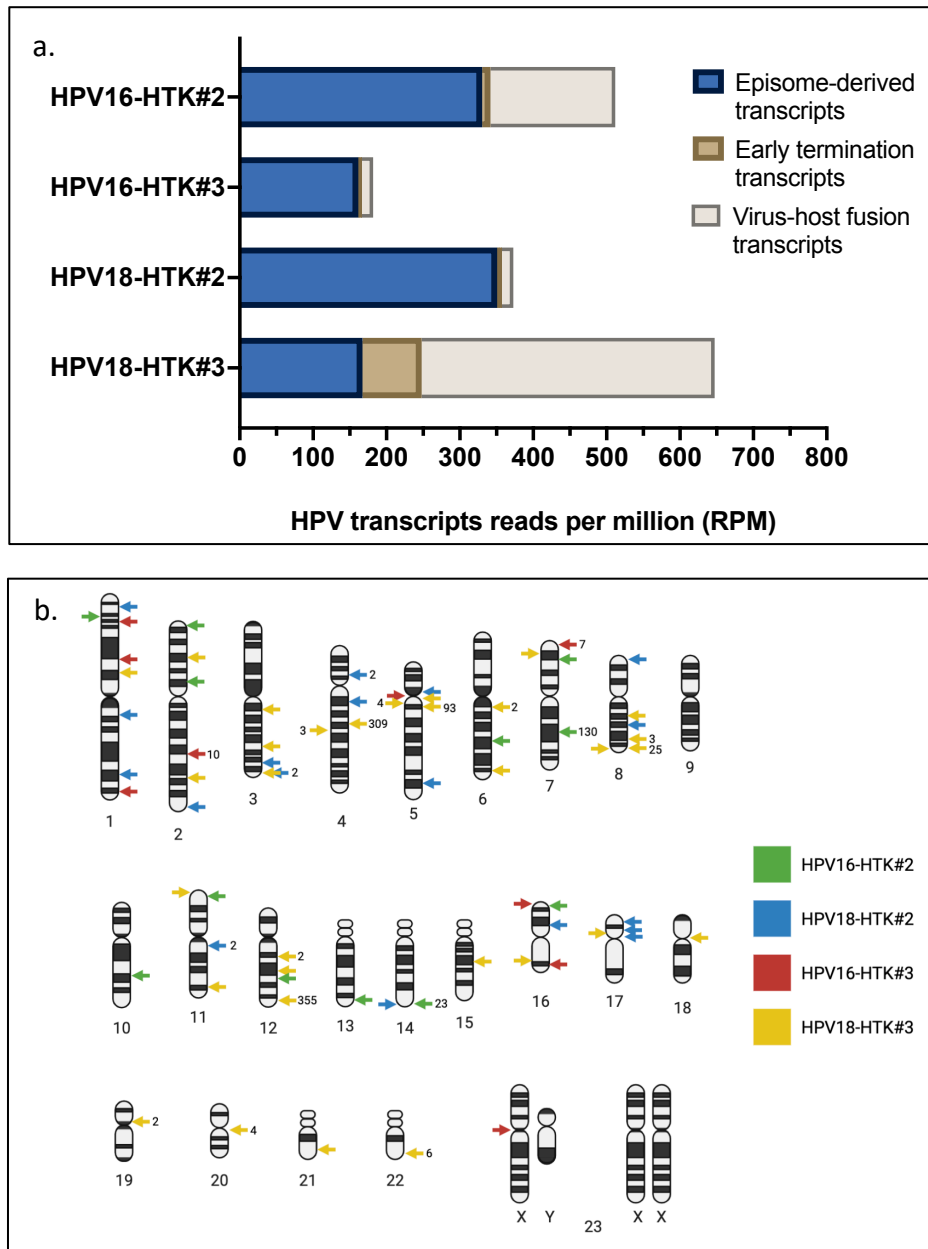 a.
HPV16-HTK#2
HPV16-HTK#3
HPV18-HTK#2
HPV18-HTK#3
Episome-derived
transcripts
Early termination
transcripts
Virus-host fusion
transcripts
0 100 200 300 400 500 600 700 800
HPV transcripts reads per million (RPM)
b.
2
4
93
2
7
10
3
309
130
3
25
2
1 2 3 4 5 6 7 8 9
HPV16-HTK#2
HPV18-HTK#2
HPV16-HTK#3
HPV18-HTK#3
2
2
355
23
10 11 12 13 14 15 16 17 18
2
4
6
19 20 21 22
X Y 23 X X